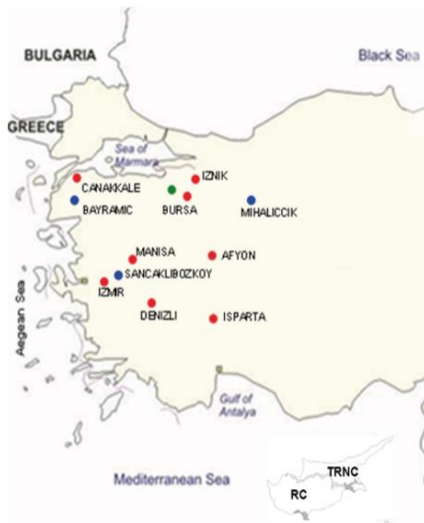 BULGARIA
Black Sea
GREECE
Sea of
Marmara
IZNIK
CANAKKALE
BAYRAMIC
BURSA
MIHALICCIK
MANISA
AFYON
SANCAKLIBOZKOY
IZMIR
DENIZLI
ISPARTA
Aegean Sea
Gulf of
Antalya
Mediterranean Sea
TRNC
RC